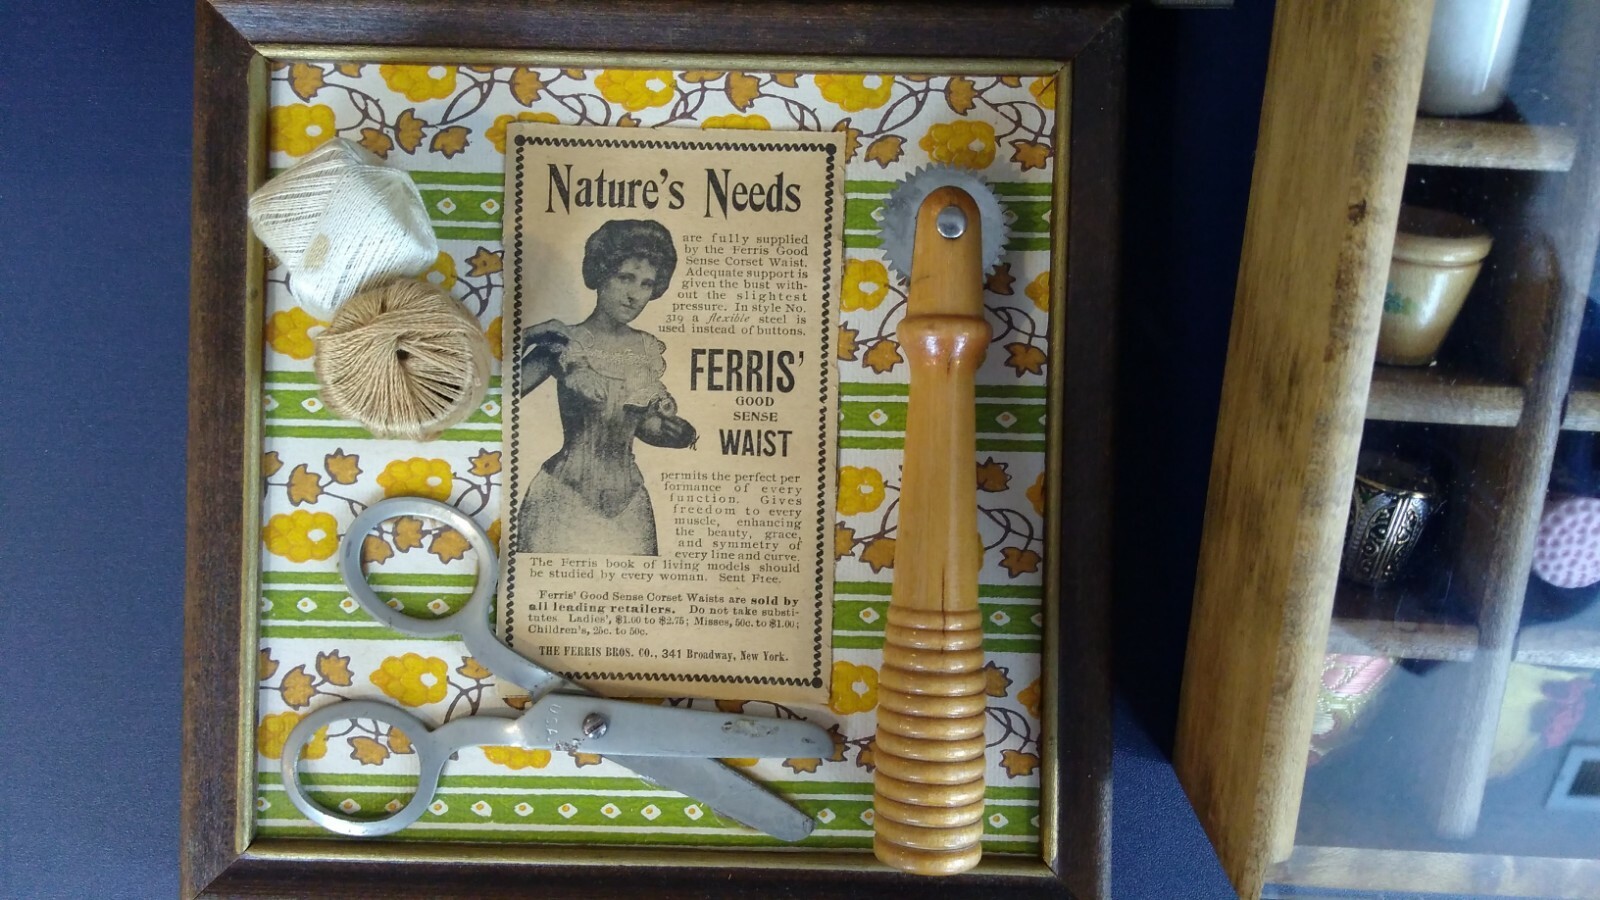 Nature's Needs
are fully supplied
by the Ferris Good
Sense Corset Waist.
Adequate support is
given the bust with-
out the slightest
pressure. In style No.
319 a flexible steel is
used instead of buttons.
FERRIS'
GOOD
SENSE
WAIST
permits the perfect per
formance of every
function. Gives
freedom to every
muscle, enhancing
the beauty, grace,
and symmetry of
every line and curve.
The Ferris book of living models should
be studied by every woman. Sent Free.
Ferris' Good Sense Corset Waists are sold by
all leading retailers. Do not take substi-
tutes. Ladies', $1.00 to $2.75; Misses, 50c. to $1.00;
Children's, 25c. to 50c.
THE FERRIS BROS. CO., 341 Broadway, New York.
USA